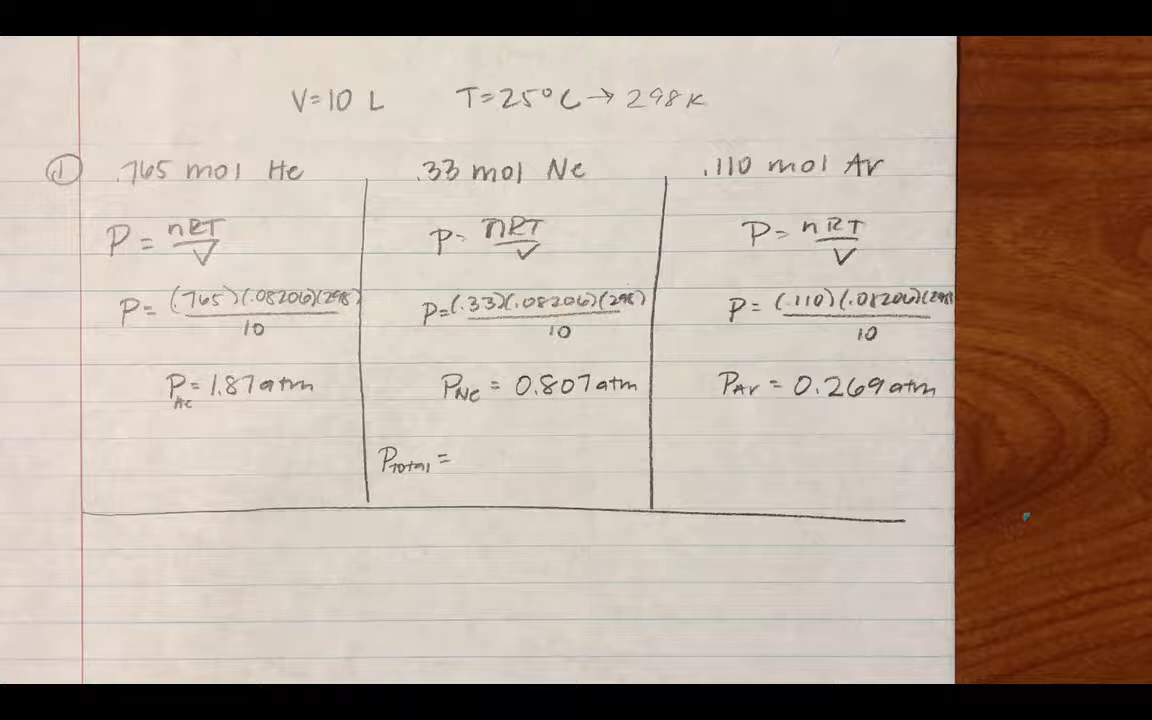 V=10 L T=25°C → 298K
① .765 mol He .33 mol Ne .110 mol Ar
P = nRT/V P= nRT/V P= nRT/V
P= (.765)(.08206)(298)/10 P=(.33)(.08206)(298)/10 P= (.110)(.08206)(298)/10
P_He = 1.87 atm P_Ne = 0.807 atm P_Ar = 0.269 atm
P_Total =